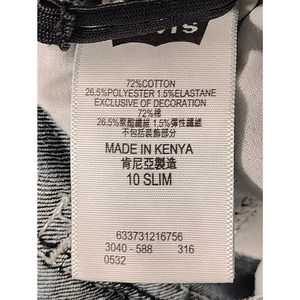 72%COTTON
26.5%POLYESTER 1.5%ELASTANE
EXCLUSIVE OF DECORATION
72%棉
26.5%聚酯纖維 1.5%彈性纖維
不包括裝飾部分
MADE IN KENYA
肯尼亞製造
10 SLIM
633731216756
3040 - 588 316
0532